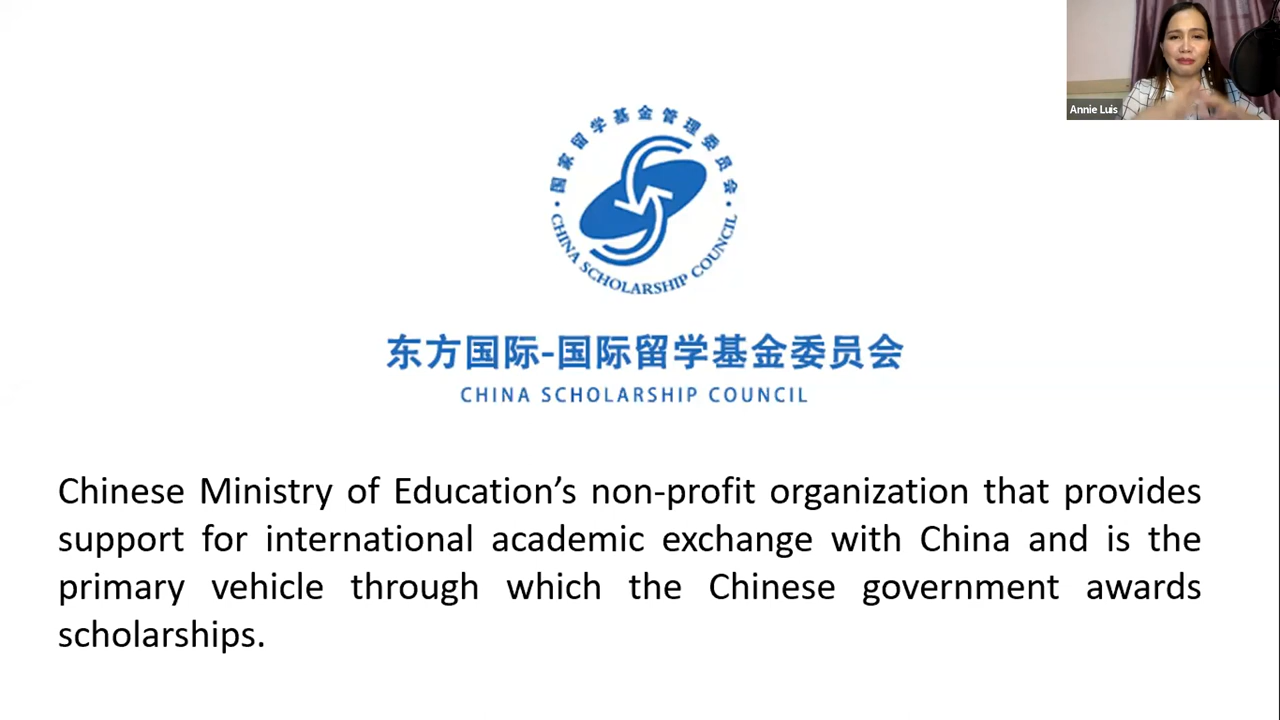 Annie Luis
·国家留学基金管理委员会·
CHINA SCHOLARSHIP COUNCIL
东方国际-国际留学基金委员会
CHINA SCHOLARSHIP COUNCIL
Chinese Ministry of Education’s non-profit organization that provides
support for international academic exchange with China and is the
primary vehicle through which the Chinese government awards
scholarships.